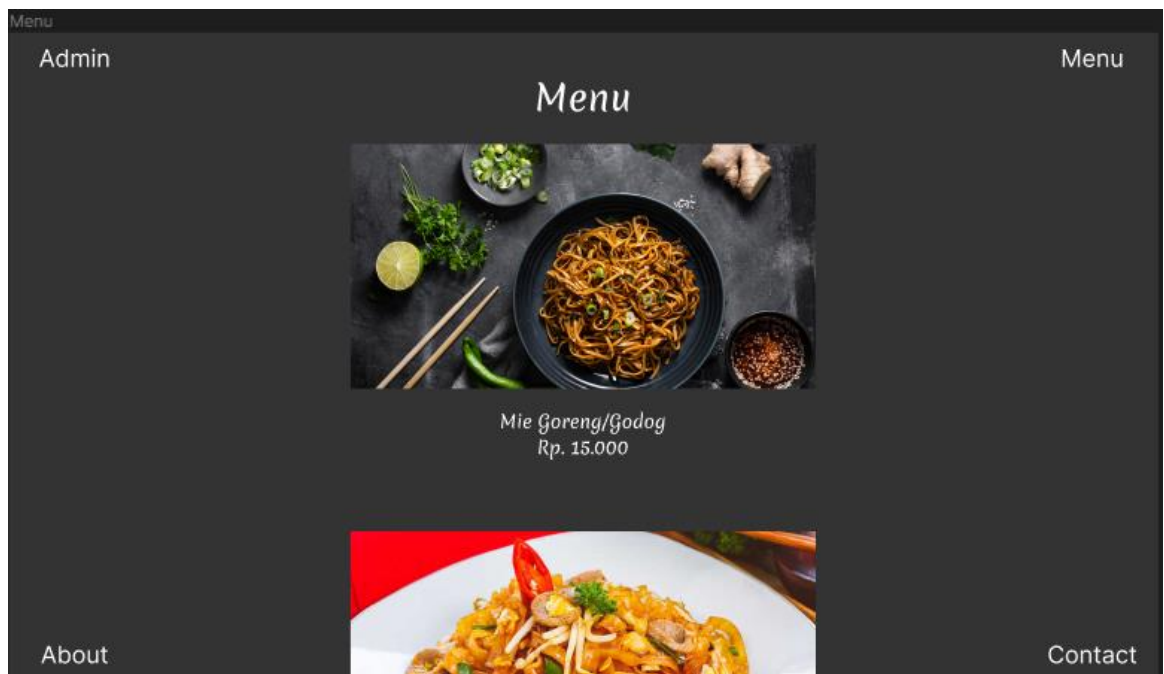 Menu
Admin
Menu
Menu
Mie Goreng/Godog
Rp. 15.000
About
Contact